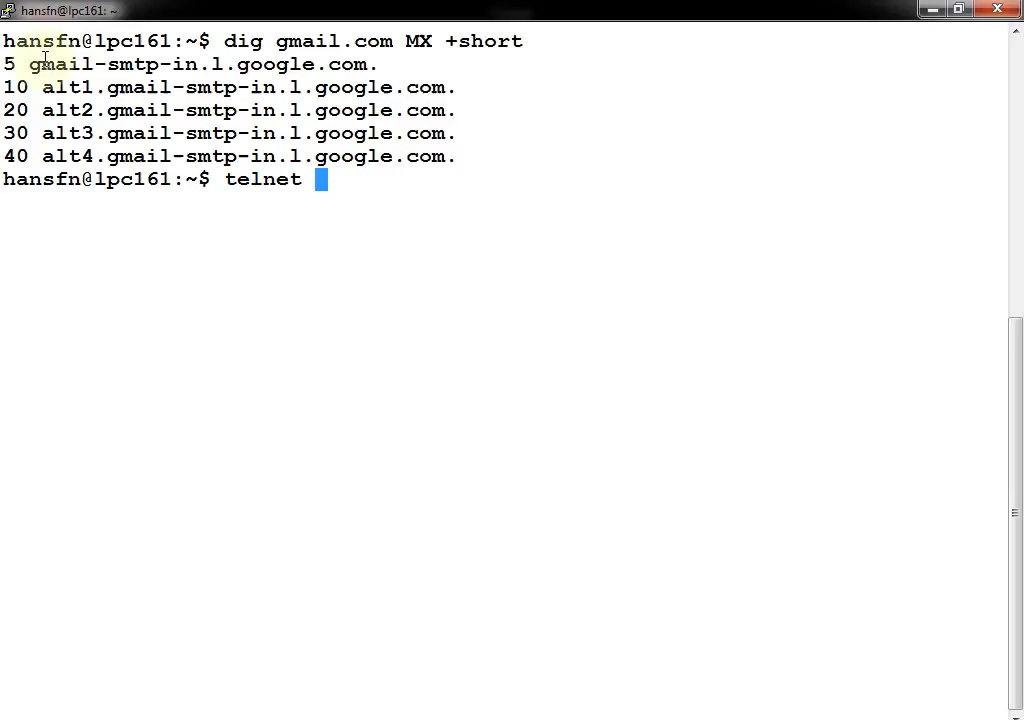 hansfn@lpc161: ~
hansfn@lpc161:~$ dig gmail.com MX +short
5 gmail-smtp-in.l.google.com.
10 alt1.gmail-smtp-in.l.google.com.
20 alt2.gmail-smtp-in.l.google.com.
30 alt3.gmail-smtp-in.l.google.com.
40 alt4.gmail-smtp-in.l.google.com.
hansfn@lpc161:~$ telnet